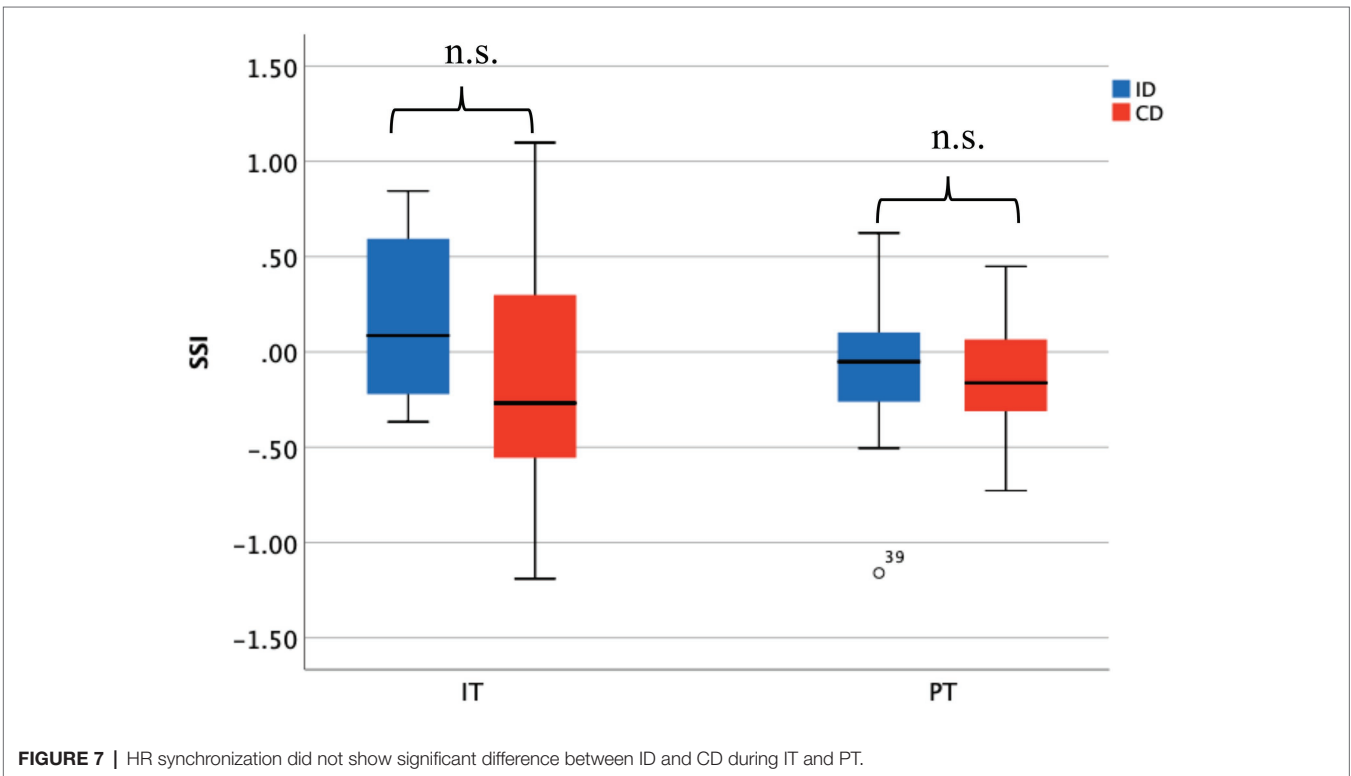 n.s.
n.s.
ID
CD
1.50
1.00
.50
.00
−.50
−1.00
−1.50
SSI
39
IT
PT
FIGURE 7 | HR synchronization did not show significant difference between ID and CD during IT and PT.